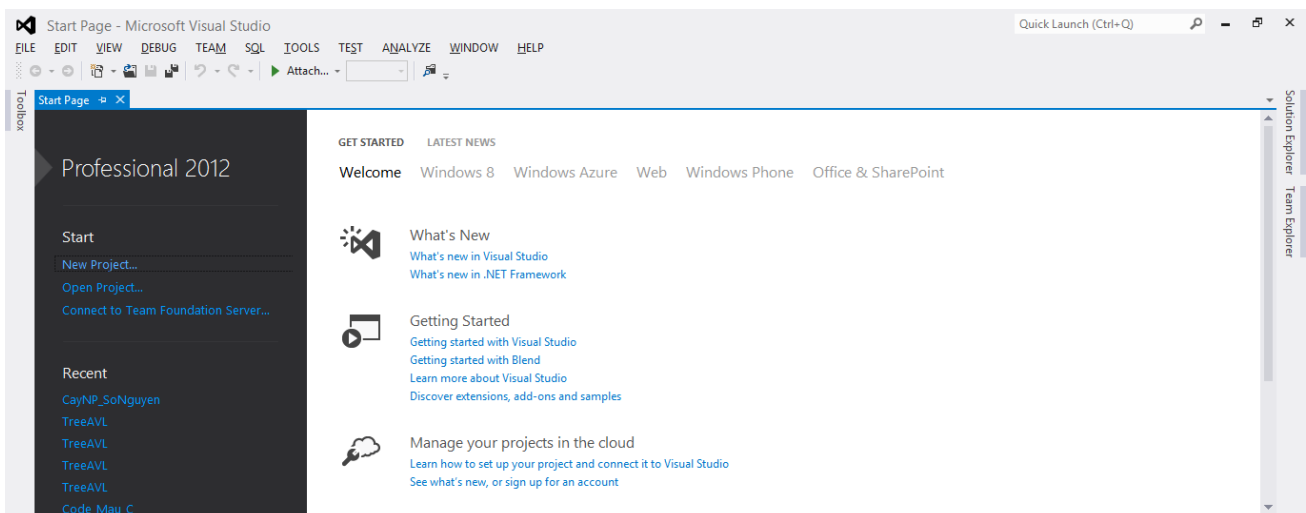 Start Page - Microsoft Visual Studio
Quick Launch (Ctrl+Q)
FILE EDIT VIEW DEBUG TEAM SQL TOOLS TEST ANALYZE WINDOW HELP
Attach...
Toolbox
Start Page
Solution Explorer
Team Explorer
Professional 2012
Start
New Project...
Open Project...
Connect to Team Foundation Server...
Recent
CayNP_SoNguyen
TreeAVL
TreeAVL
TreeAVL
TreeAVL
Code_Mau_C
GET STARTED LATEST NEWS
Welcome Windows 8 Windows Azure Web Windows Phone Office & SharePoint
What's New
What's new in Visual Studio
What's new in .NET Framework
Getting Started
Getting started with Visual Studio
Getting started with Blend
Learn more about Visual Studio
Discover extensions, add-ons and samples
Manage your projects in the cloud
Learn how to set up your project and connect it to Visual Studio
See what's new, or sign up for an account